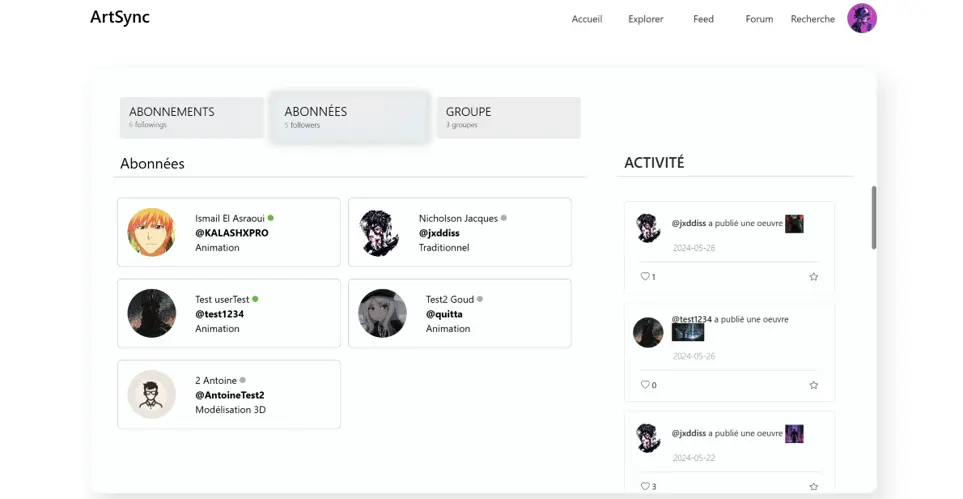 ArtSync
Accueil
Explorer
Feed
Forum
Recherche
ABONNEMENTS
6 followings
ABONNÉES
5 followers
GROUPE
3 groupes
Abonnées
Ismail El Asraoui
@KALASHXPRO
Animation
Nicholson Jacques
@jxddiss
Traditionnel
Test userTest
@test1234
Animation
Test2 Goud
@quitta
Animation
2 Antoine
@AntoineTest2
Modélisation 3D
ACTIVITÉ
@jxddiss a publié une oeuvre
2024-05-26
1
@test1234 a publié une oeuvre
2024-05-26
0
@jxddiss a publié une oeuvre
2024-05-22
3